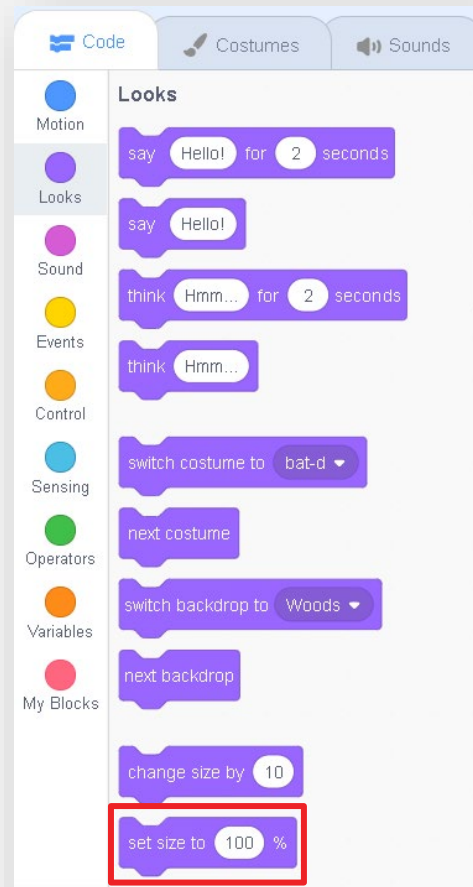 Code Costumes Sounds
Motion
Looks
Sound
Events
Control
Sensing
Operators
Variables
My Blocks
Looks
say Hello! for 2 seconds
say Hello!
think Hmm... for 2 seconds
think Hmm...
switch costume to bat-d
next costume
switch backdrop to Woods
next backdrop
change size by 10
set size to 100 %